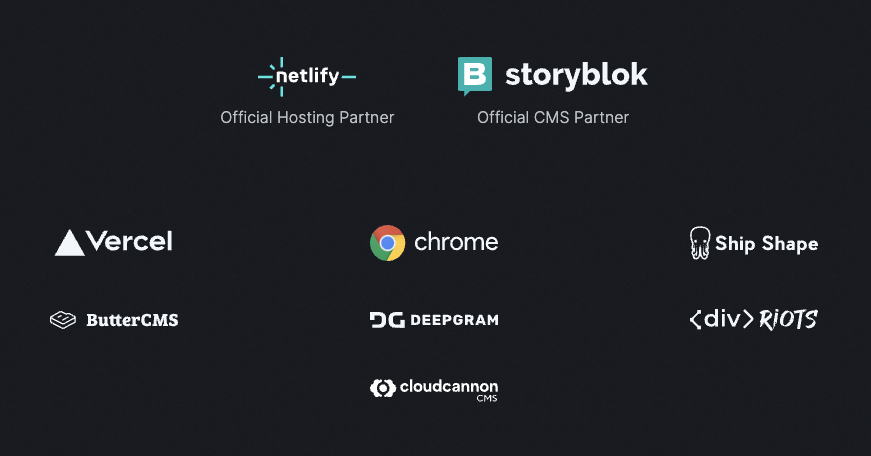 netlify
storyblok
Official Hosting Partner
Official CMS Partner
Vercel
chrome
Ship Shape
ButterCMS
DEEPGRAM
<div> RiOTS
cloudcannon
CMS